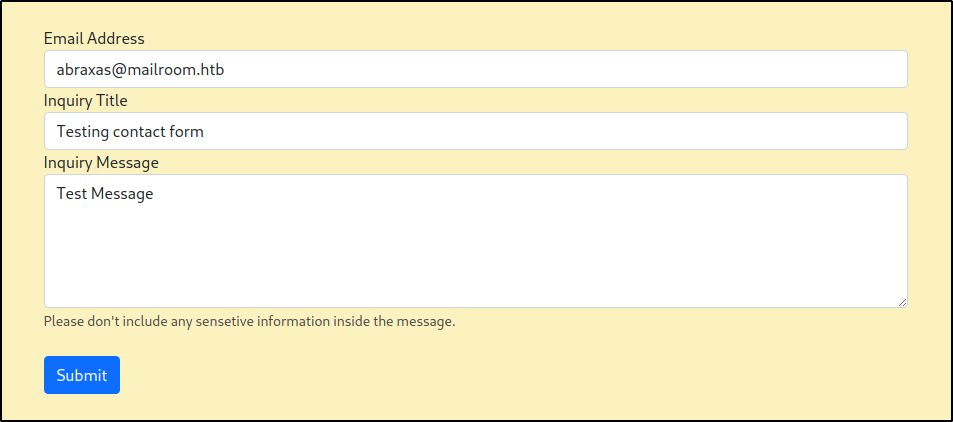 Email Address
abraxas@mailroom.htb
Inquiry Title
Testing contact form
Inquiry Message
Test Message
Please don't include any sensetive information inside the message.
Submit